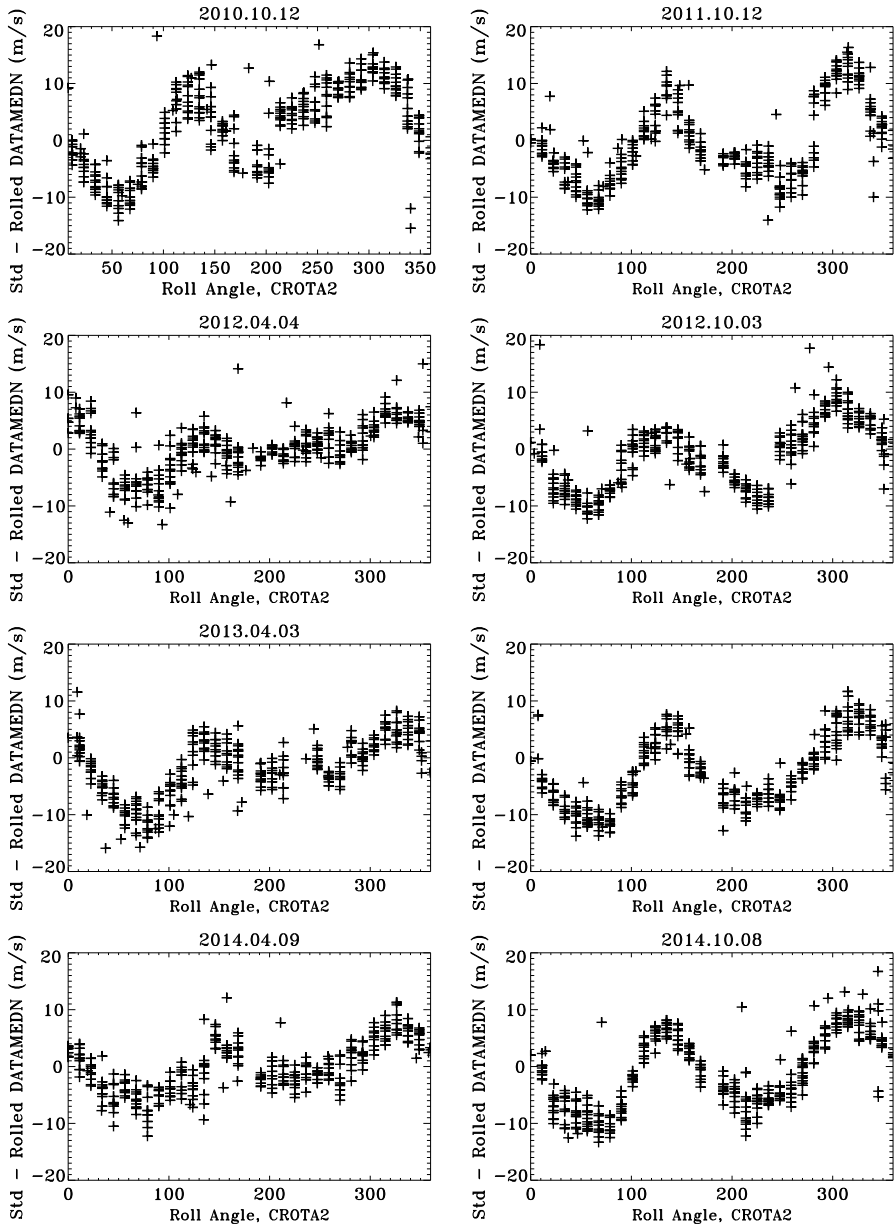 2010.10.12
Std - Rolled DATAMEDN (m/s)
20
10
0
-10
-20
50 100 150 200 250 300 350
Roll Angle, CROTA2
2011.10.12
Std - Rolled DATAMEDN (m/s)
20
10
0
-10
-20
0 100 200 300
Roll Angle, CROTA2
2012.04.04
Std - Rolled DATAMEDN (m/s)
20
10
0
-10
-20
0 100 200 300
Roll Angle, CROTA2
2012.10.03
Std - Rolled DATAMEDN (m/s)
20
10
0
-10
-20
0 100 200 300
Roll Angle, CROTA2
2013.04.03
Std - Rolled DATAMEDN (m/s)
20
10
0
-10
-20
0 100 200 300
Roll Angle, CROTA2
Std - Rolled DATAMEDN (m/s)
20
10
0
-10
-20
0 100 200 300
Roll Angle, CROTA2
2014.04.09
Std - Rolled DATAMEDN (m/s)
20
10
0
-10
-20
0 100 200 300
Roll Angle, CROTA2
2014.10.08
Std - Rolled DATAMEDN (m/s)
20
10
0
-10
-20
0 100 200 300
Roll Angle, CROTA2